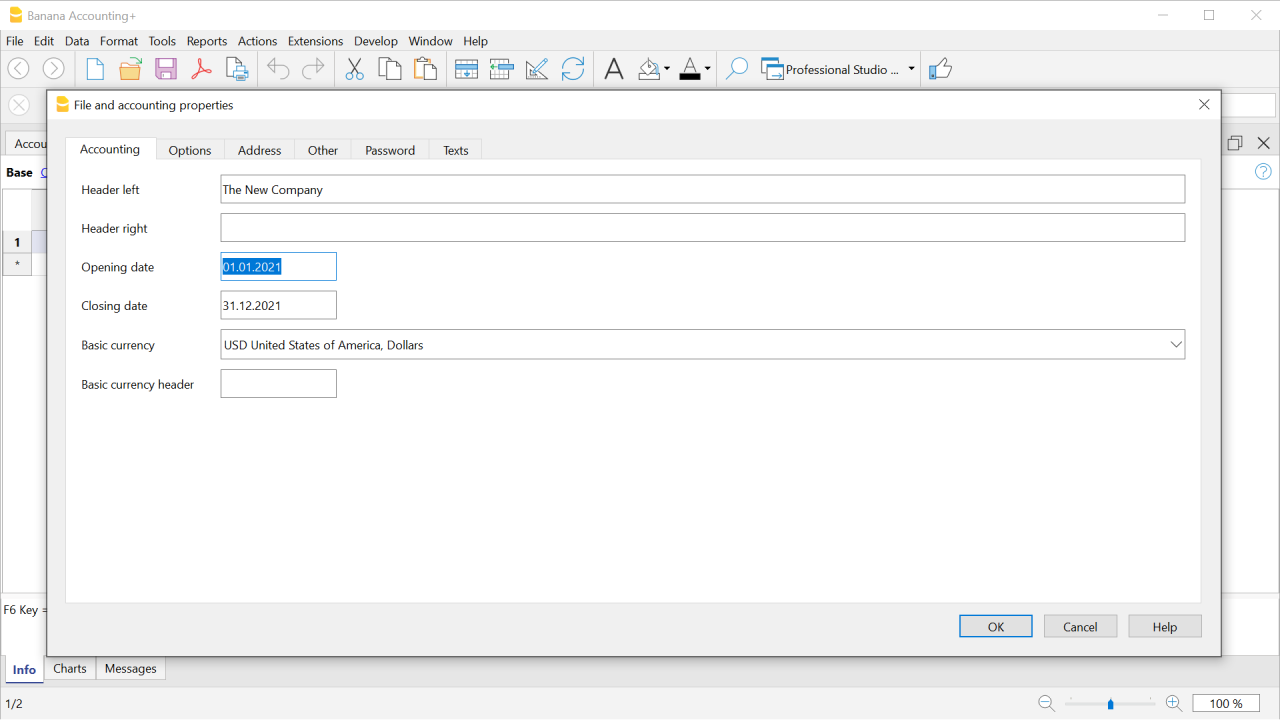 Banana Accounting+
File Edit Data Format Tools Reports Actions Extensions Develop Window Help
Professional Studio ...
File and accounting properties
Accou
Accounting Options Address Other Password Texts
Base
Header left The New Company
Header right
1
*
Opening date 01.01.2021
Closing date 31.12.2021
Basic currency USD United States of America, Dollars
Basic currency header
F6 Key =
OK Cancel Help
Info Charts Messages
1/2
100 %